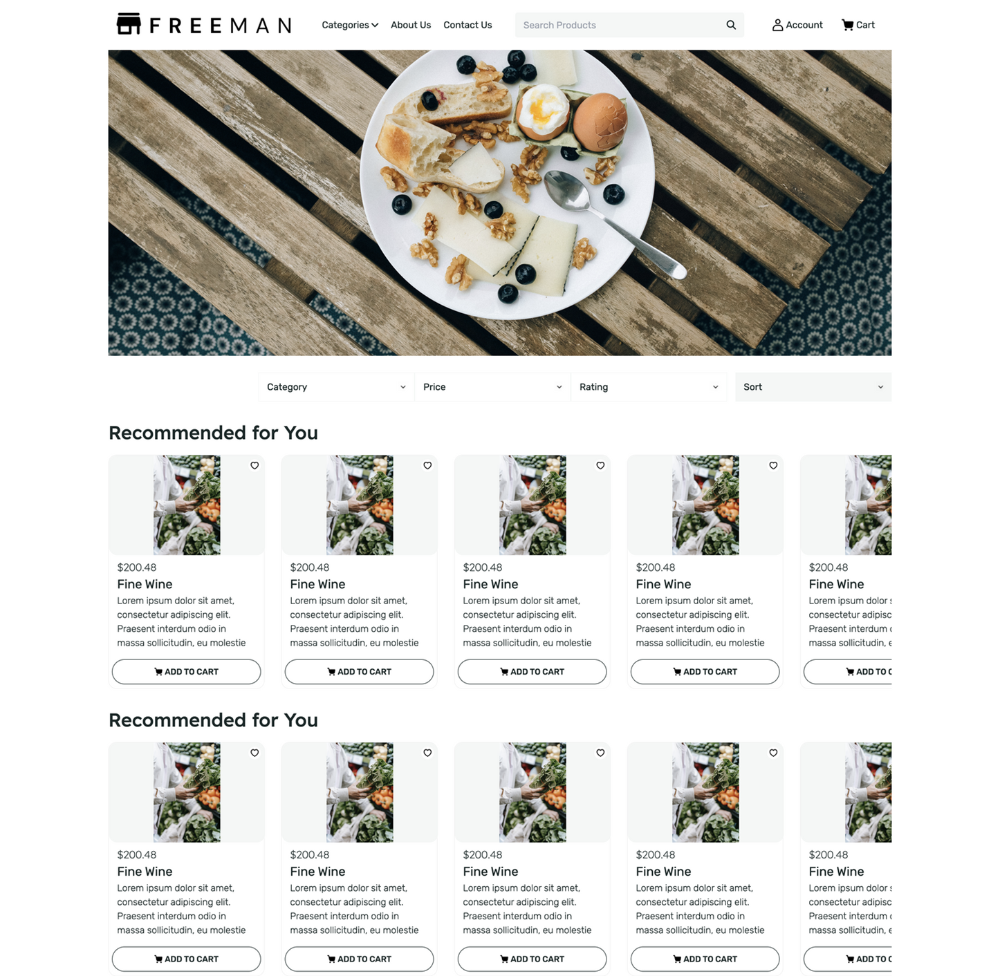 FREEMAN Categories About Us Contact Us Search Products Account Cart
Category Price Rating Sort
Recommended for You
$200.48 $200.48 $200.48 $200.48 $200.48
Fine Wine Fine Wine Fine Wine Fine Wine Fine Wine
Lorem ipsum dolor sit amet, Lorem ipsum dolor sit amet, Lorem ipsum dolor sit amet, Lorem ipsum dolor sit amet, Lorem ipsum dolor s
consectetur adipiscing elit. consectetur adipiscing elit. consectetur adipiscing elit. consectetur adipiscing elit. consectetur adipisc
Praesent interdum odio in Praesent interdum odio in Praesent interdum odio in Praesent interdum odio in Praesent interdum
massa sollicitudin, eu molestie massa sollicitudin, eu molestie massa sollicitudin, eu molestie massa sollicitudin, eu molestie massa sollicitudin,
ADD TO CART ADD TO CART ADD TO CART ADD TO CART ADD TO
Recommended for You
$200.48 $200.48 $200.48 $200.48 $200.48
Fine Wine Fine Wine Fine Wine Fine Wine Fine Wine
Lorem ipsum dolor sit amet, Lorem ipsum dolor sit amet, Lorem ipsum dolor sit amet, Lorem ipsum dolor sit amet, Lorem ipsum dolor s
consectetur adipiscing elit. consectetur adipiscing elit. consectetur adipiscing elit. consectetur adipiscing elit. consectetur adipisc
Praesent interdum odio in Praesent interdum odio in Praesent interdum odio in Praesent interdum odio in Praesent interdum
massa sollicitudin, eu molestie massa sollicitudin, eu molestie massa sollicitudin, eu molestie massa sollicitudin, eu molestie massa sollicitudin,
ADD TO CART ADD TO CART ADD TO CART ADD TO CART ADD TO